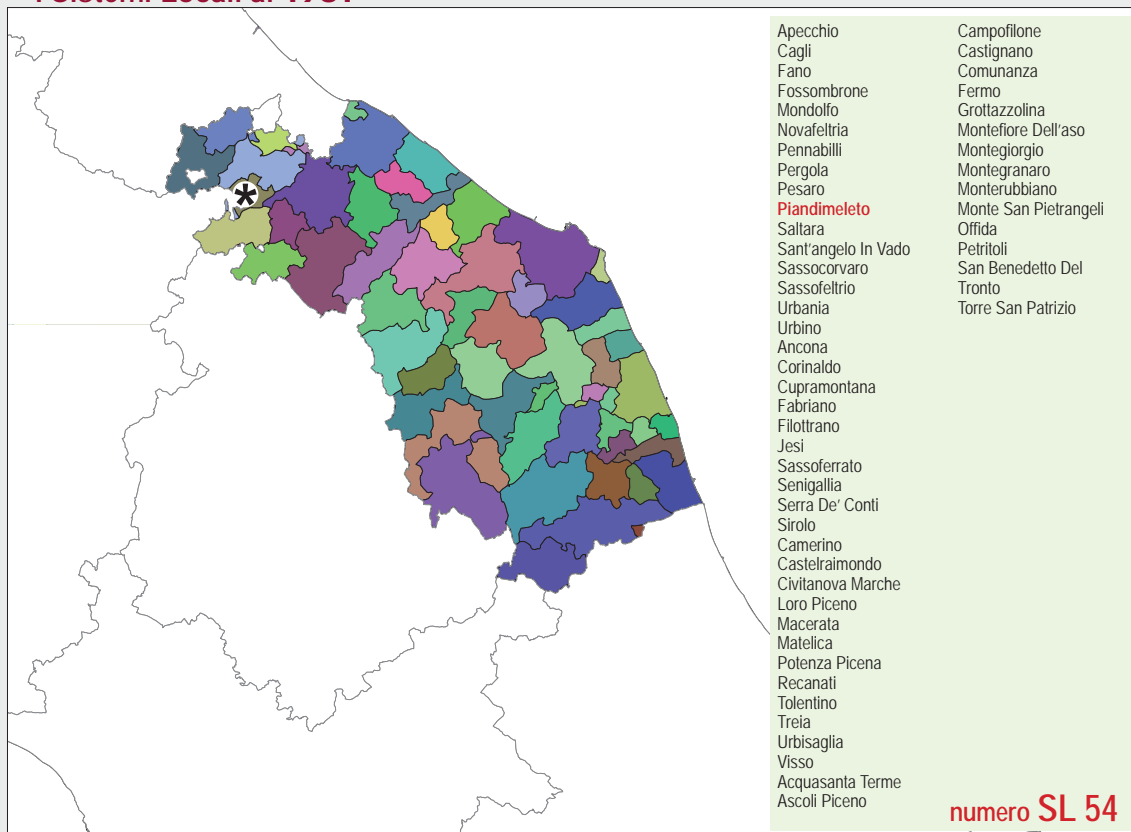 Apecchio
Cagli
Fano
Fossombrone
Mondolfo
Novafeltria
Pennabilli
Pergola
Pesaro
Piandimeleto
Saltara
Sant'angelo In Vado
Sassocorvaro
Sassofeltrio
Urbania
Urbino
Ancona
Corinaldo
Cupramontana
Fabriano
Filottrano
Jesi
Sassoferrato
Senigallia
Serra De' Conti
Sirolo
Camerino
Castelraimondo
Civitanova Marche
Loro Piceno
Macerata
Matelica
Potenza Picena
Recanati
Tolentino
Treia
Urbisaglia
Visso
Acquasanta Terme
Ascoli Piceno
Campofilone
Castignano
Comunanza
Fermo
Grottazzolina
Montefiore Dell'aso
Montegiorgio
Montegranaro
Monterubbiano
Monte San Pietrangeli
Offida
Petritoli
San Benedetto Del
Tronto
Torre San Patrizio
*
numero SL 54